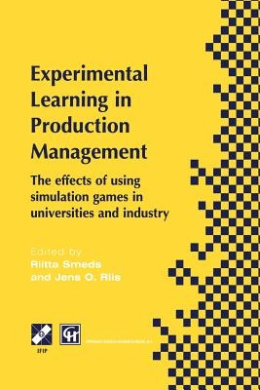 Experimental
Learning in
Production
Management
The effects of using
simulation games in
universities and industry
Edited by
Riitta Smeds
and Jens O. Riis
IFIP